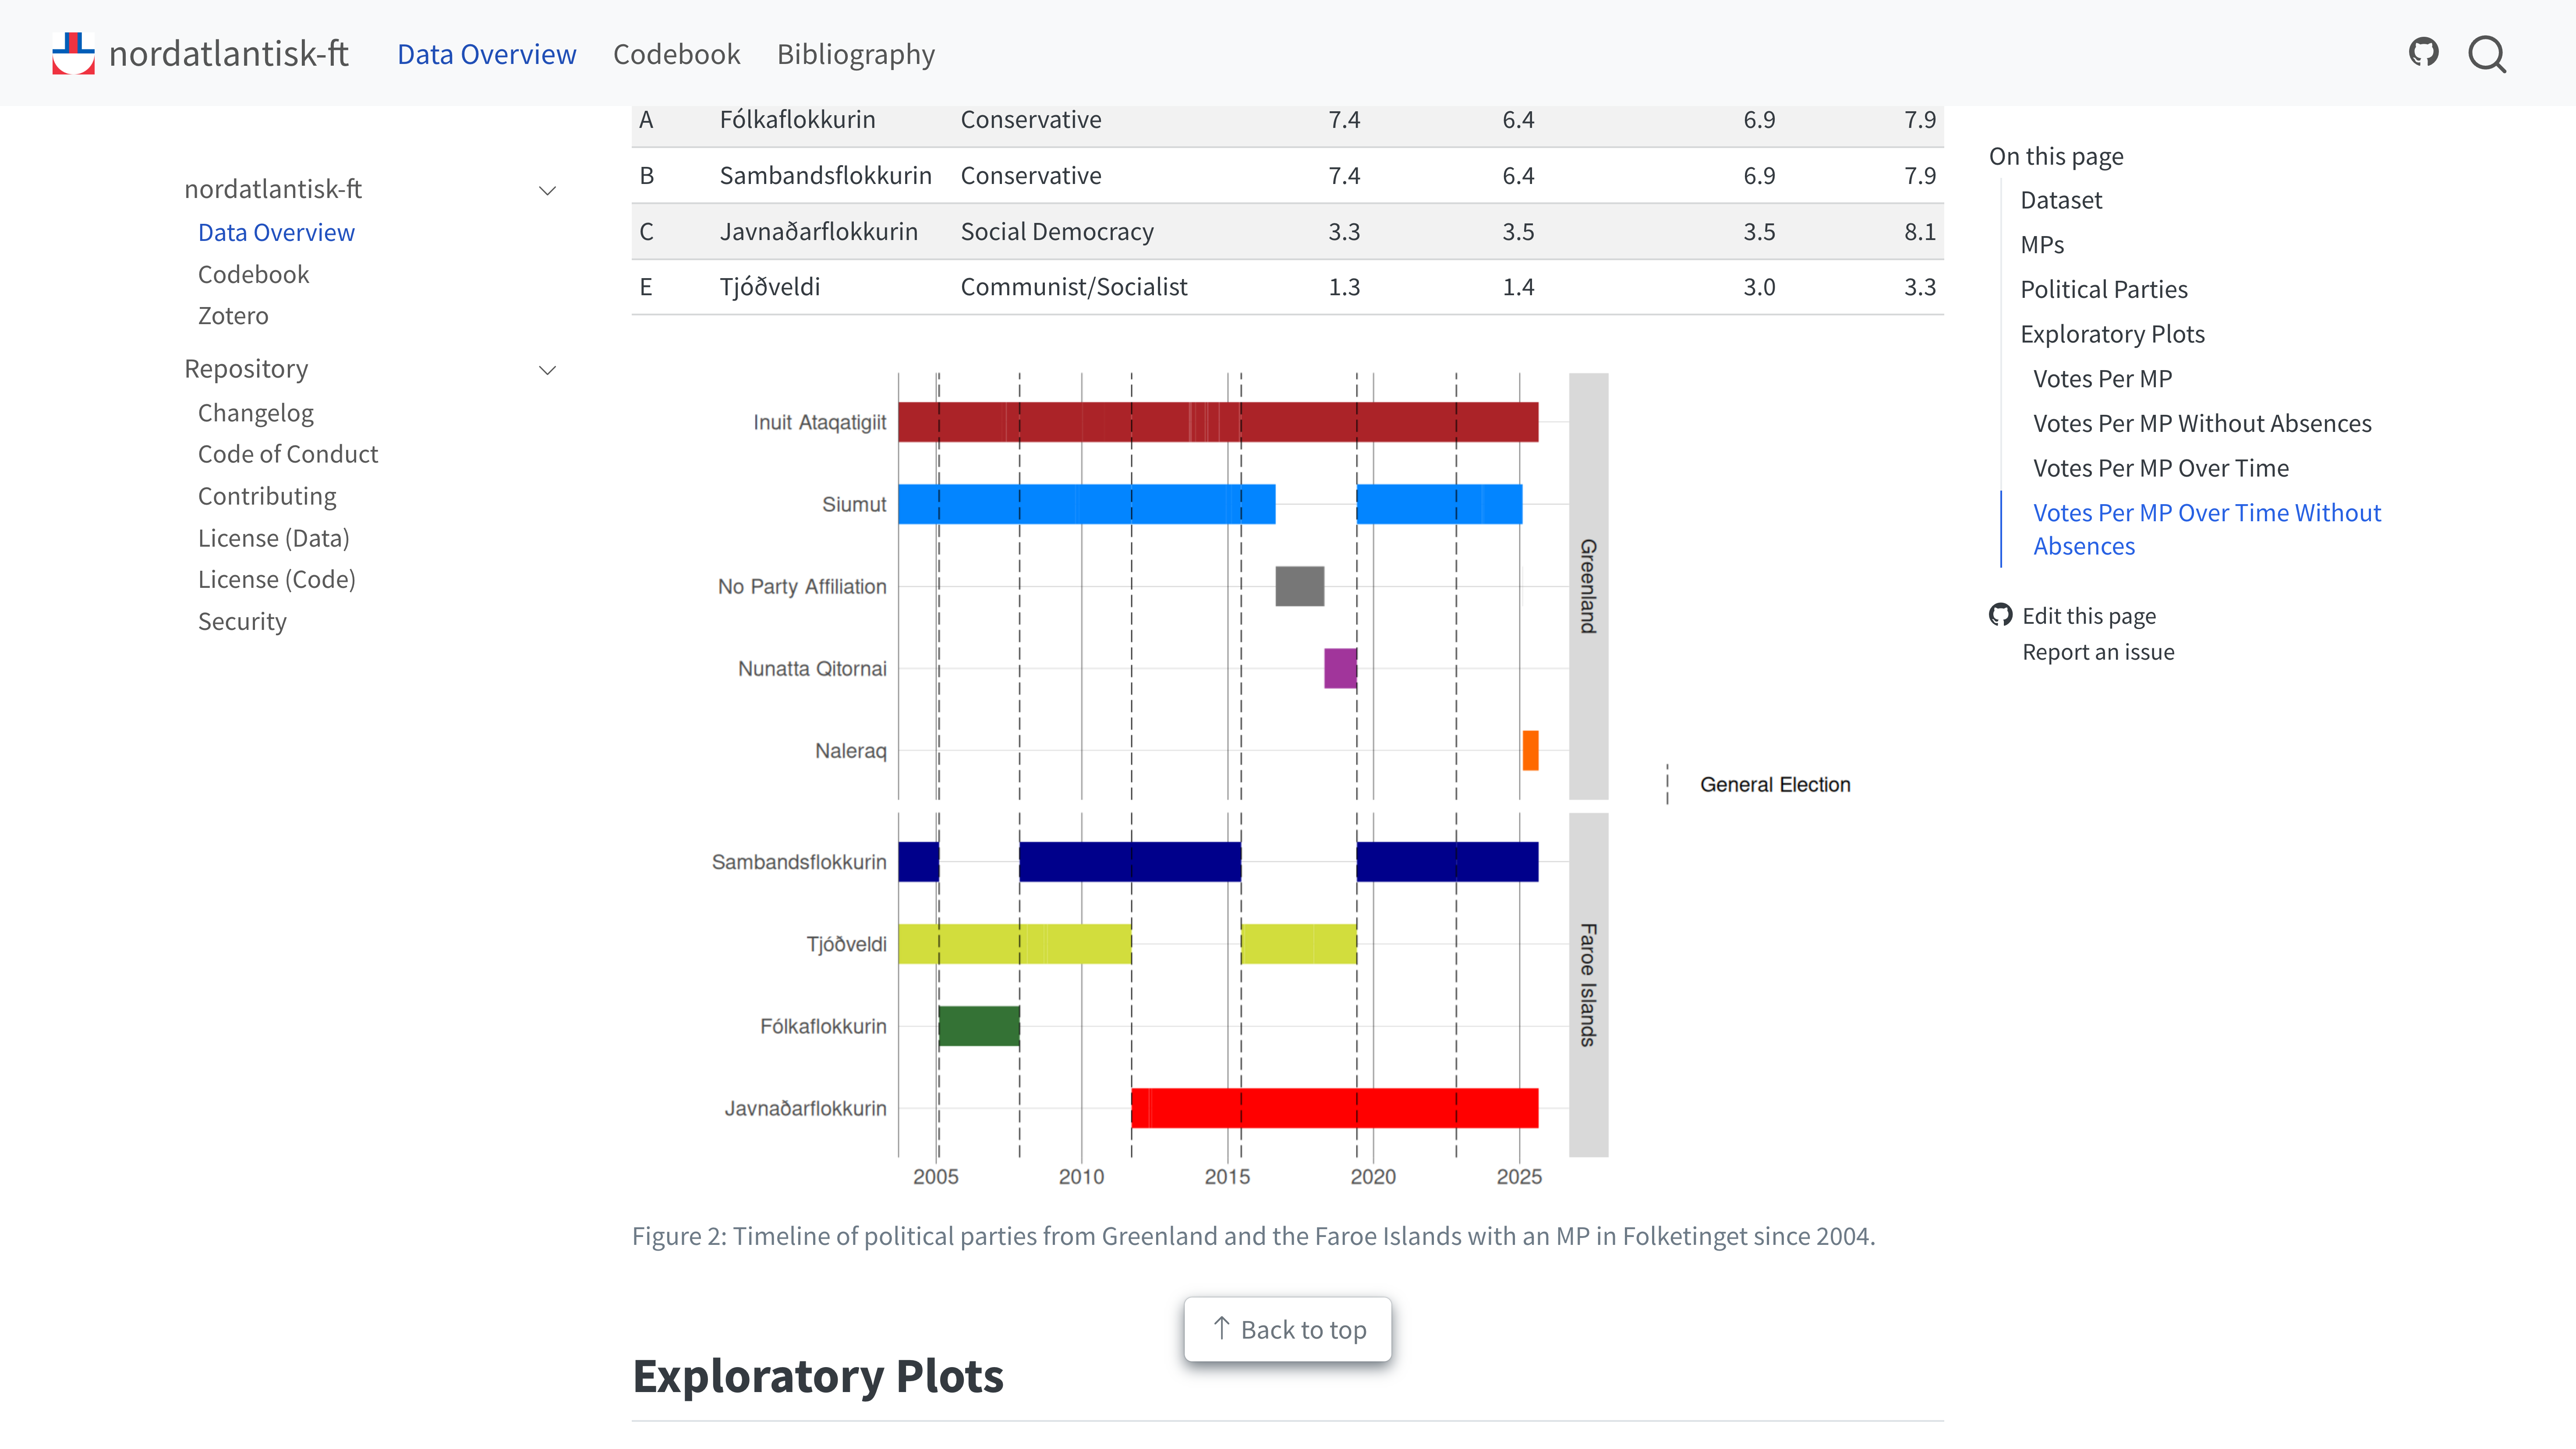 nordatlantisk-ft Data Overview Codebook Bibliography
nordatlantisk-ft
Data Overview
Codebook
Zotero
Repository
Changelog
Code of Conduct
Contributing
License (Data)
License (Code)
Security
A Fólkaflokkurin Conservative 7.4 6.4 6.9 7.9
B Sambandsflokkurin Conservative 7.4 6.4 6.9 7.9
C Javnaðarflokkurin Social Democracy 3.3 3.5 3.5 8.1
E Tjóðveldi Communist/Socialist 1.3 1.4 3.0 3.3
Inuit Ataqatigiit
Siumut
No Party Affiliation
Nunatta Qitornai
Naleraq
Greenland
Sambandsflokkurin
Tjóðveldi
Fólkaflokkurin
Javnaðarflokkurin
Faroe Islands
2005 2010 2015 2020 2025
General Election
Figure 2: Timeline of political parties from Greenland and the Faroe Islands with an MP in Folketinget since 2004.
Back to top
Exploratory Plots
On this page
Dataset
MPs
Political Parties
Exploratory Plots
Votes Per MP
Votes Per MP Without Absences
Votes Per MP Over Time
Votes Per MP Over Time Without
Absences
Edit this page
Report an issue